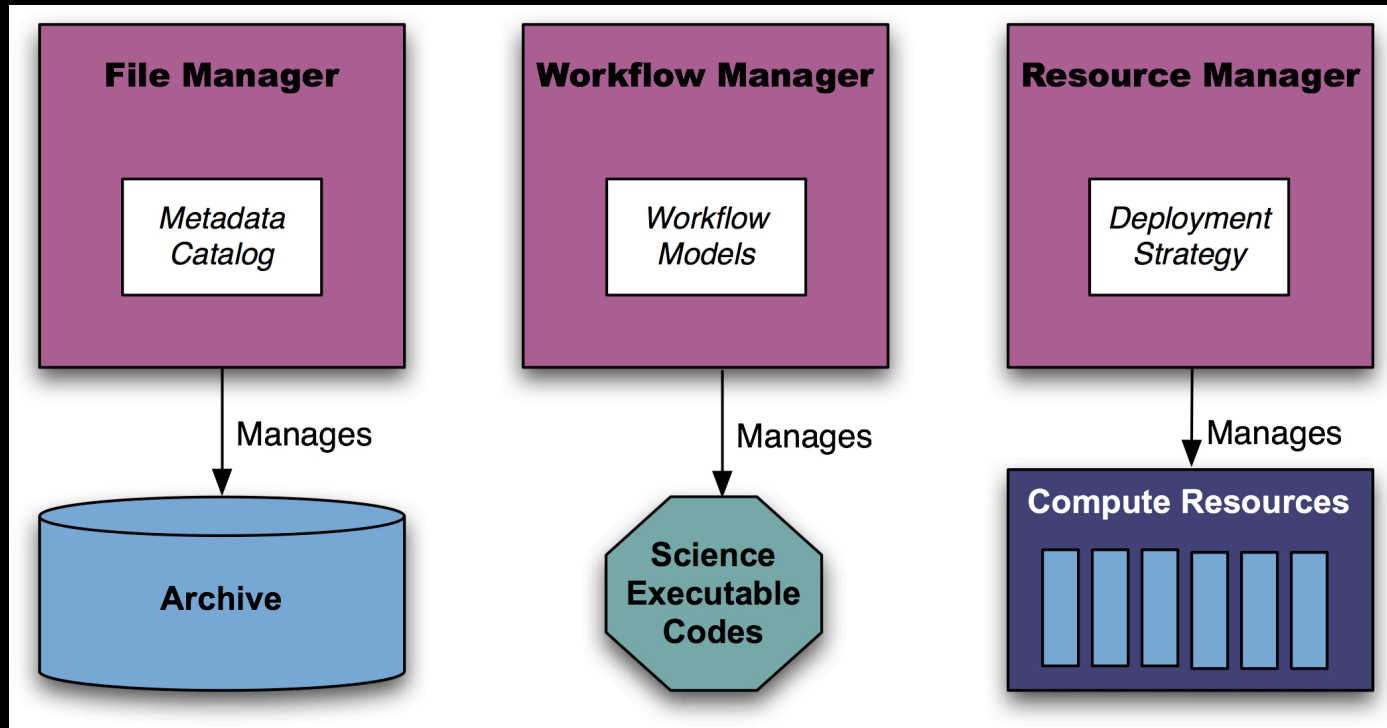 File Manager
Metadata
Catalog
Manages
Archive
Workflow Manager
Workflow
Models
Manages
Science
Executable
Codes
Resource Manager
Deployment
Strategy
Manages
Compute Resources